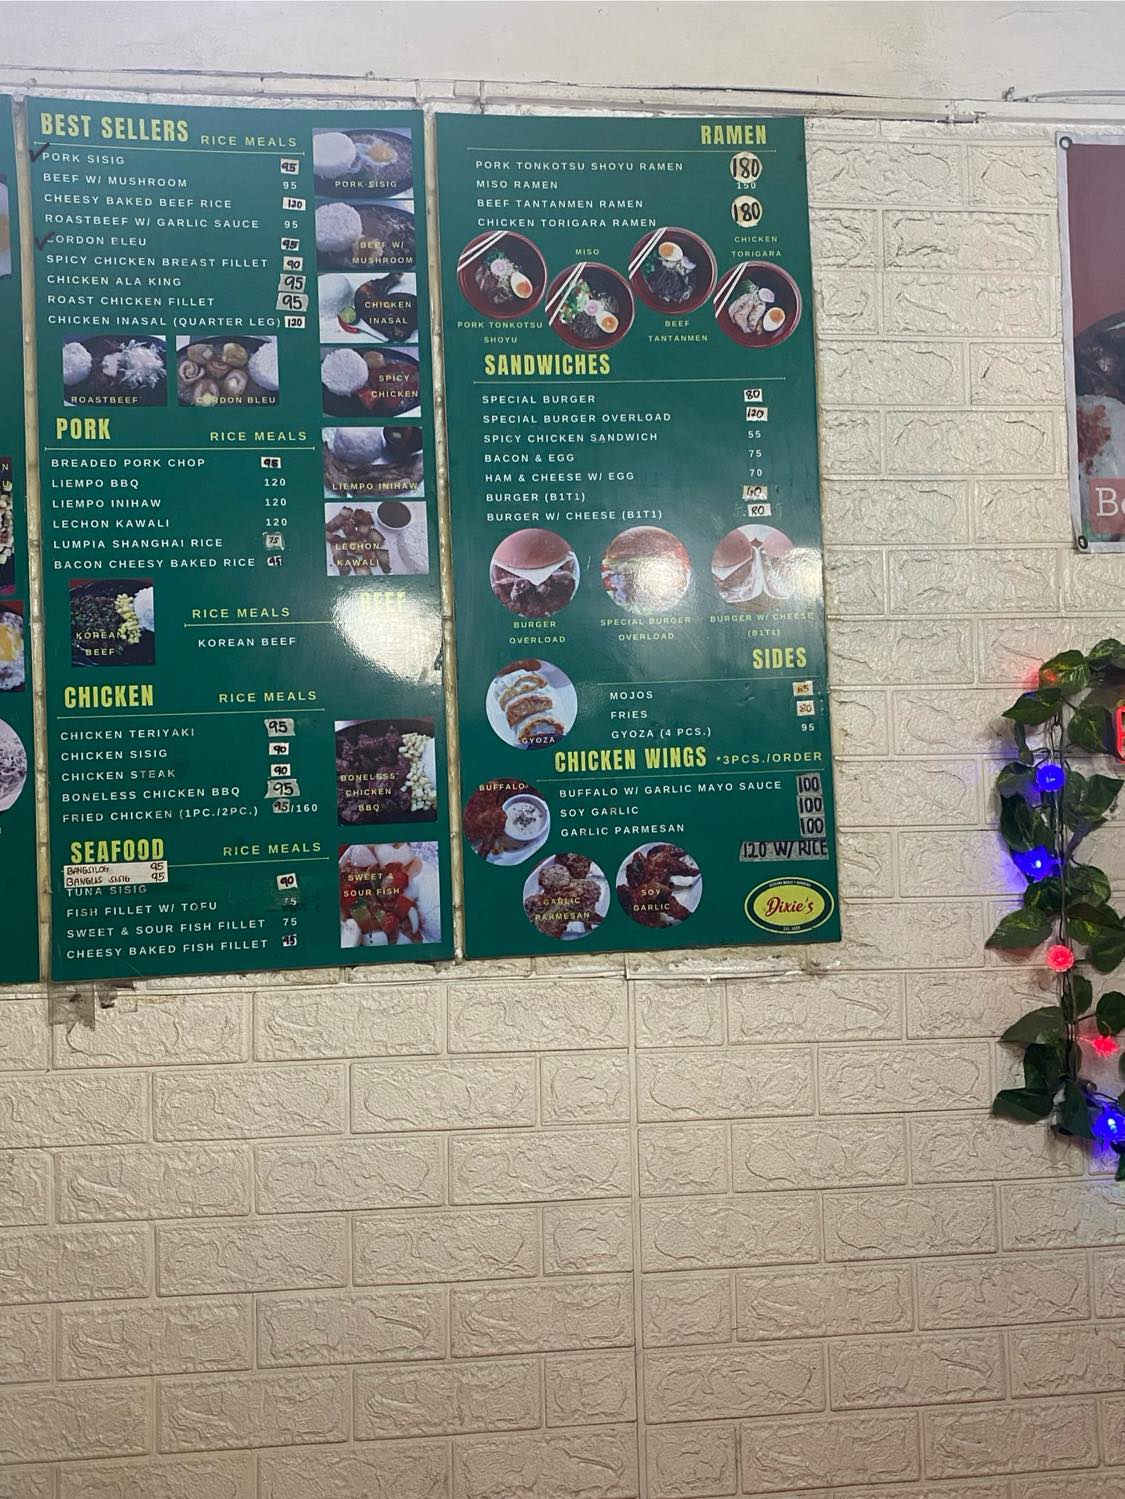 BEST SELLERS RICE MEALS
PORK SISIG 95
BEEF W/ MUSHROOM 95
CHEESY BAKED BEEF RICE 120
ROASTBEEF W/ GARLIC SAUCE 95
CORDON BLEU 95
SPICY CHICKEN BREAST FILLET 90
CHICKEN ALA KING 95
ROAST CHICKEN FILLET 95
CHICKEN INASAL (QUARTER LEG) 120
PORK SISIG
BEEF W/
MUSHROOM
CHICKEN
INASAL
SPICY
CHICKEN
ROASTBEEF
CORDON BLEU
PORK RICE MEALS
BREADED PORK CHOP 95
LIEMPO BBQ 120
LIEMPO INIHAW 120
LECHON KAWALI 120
LUMPIA SHANGHAI RICE 75
BACON CHEESY BAKED RICE 95
LIEMPO INIHAW
LECHON
KAWALI
BEEF
RICE MEALS
KOREAN BEEF
KOREAN
BEEF
CHICKEN RICE MEALS
CHICKEN TERIYAKI 95
CHICKEN SISIG 90
CHICKEN STEAK 90
BONELESS CHICKEN BBQ 95
FRIED CHICKEN (1PC./2PC.) 95/160
BONELESS
CHICKEN
BBQ
SEAFOOD RICE MEALS
BANGSILOG 95
BANGUS SISIG 95
TUNA SISIG 90
FISH FILLET W/ TOFU 75
SWEET & SOUR FISH FILLET 75
CHEESY BAKED FISH FILLET 95
SWEET &
SOUR FISH
RAMEN
PORK TONKOTSU SHOYU RAMEN 180
MISO RAMEN 150
BEEF TANTANMEN RAMEN 180
CHICKEN TORIGARA RAMEN
MISO
CHICKEN
TORIGARA
PORK TONKOTSU
SHOYU
BEEF
TANTANMEN
SANDWICHES
SPECIAL BURGER 80
SPECIAL BURGER OVERLOAD 120
SPICY CHICKEN SANDWICH 55
BACON & EGG 75
HAM & CHEESE W/ EGG 70
BURGER (B1T1) 60
BURGER W/ CHEESE (B1T1) 80
BURGER
OVERLOAD
SPECIAL BURGER
OVERLOAD
BURGER W/ CHEESE
(B1T1)
SIDES
MOJOS 85
FRIES 80
GYOZA (4 PCS.) 95
GYOZA
CHICKEN WINGS *3PCS./ORDER
BUFFALO W/ GARLIC MAYO SAUCE 100
SOY GARLIC 100
GARLIC PARMESAN 100
120 W/ RICE
BUFFALO
GARLIC
PARMESAN
SOY
GARLIC
Dixie's